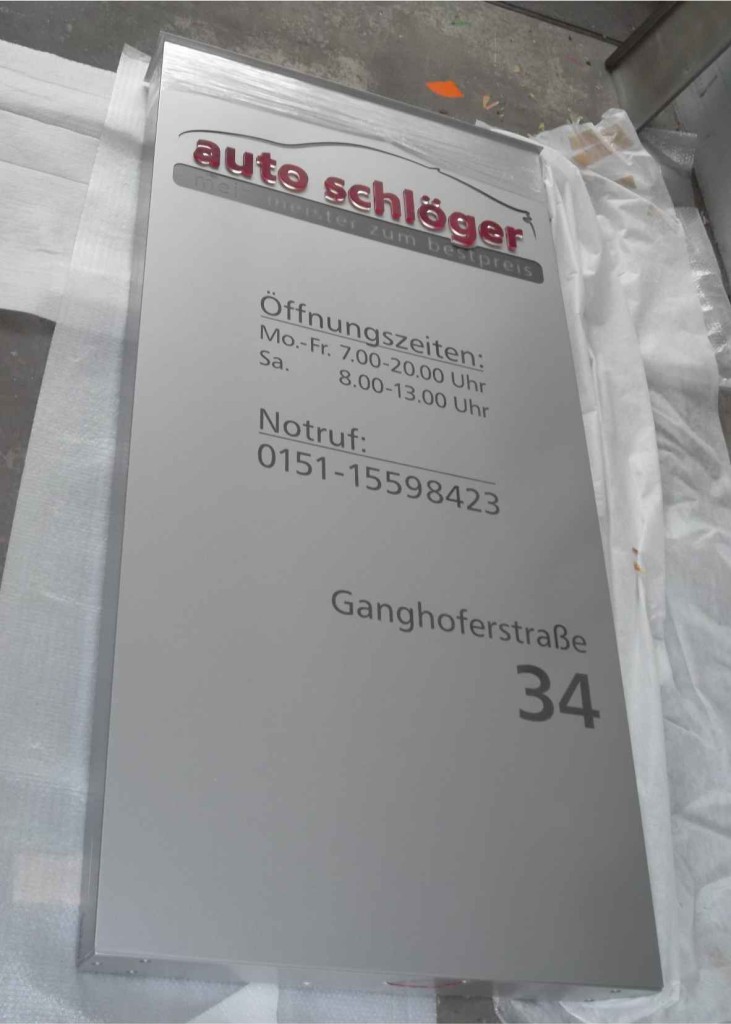 auto schlöger
meister zum bestpreis
Öffnungszeiten:
Mo.-Fr. 7.00-20.00 Uhr
Sa. 8.00-13.00 Uhr
Notruf:
0151-15598423
Ganghoferstraße
34